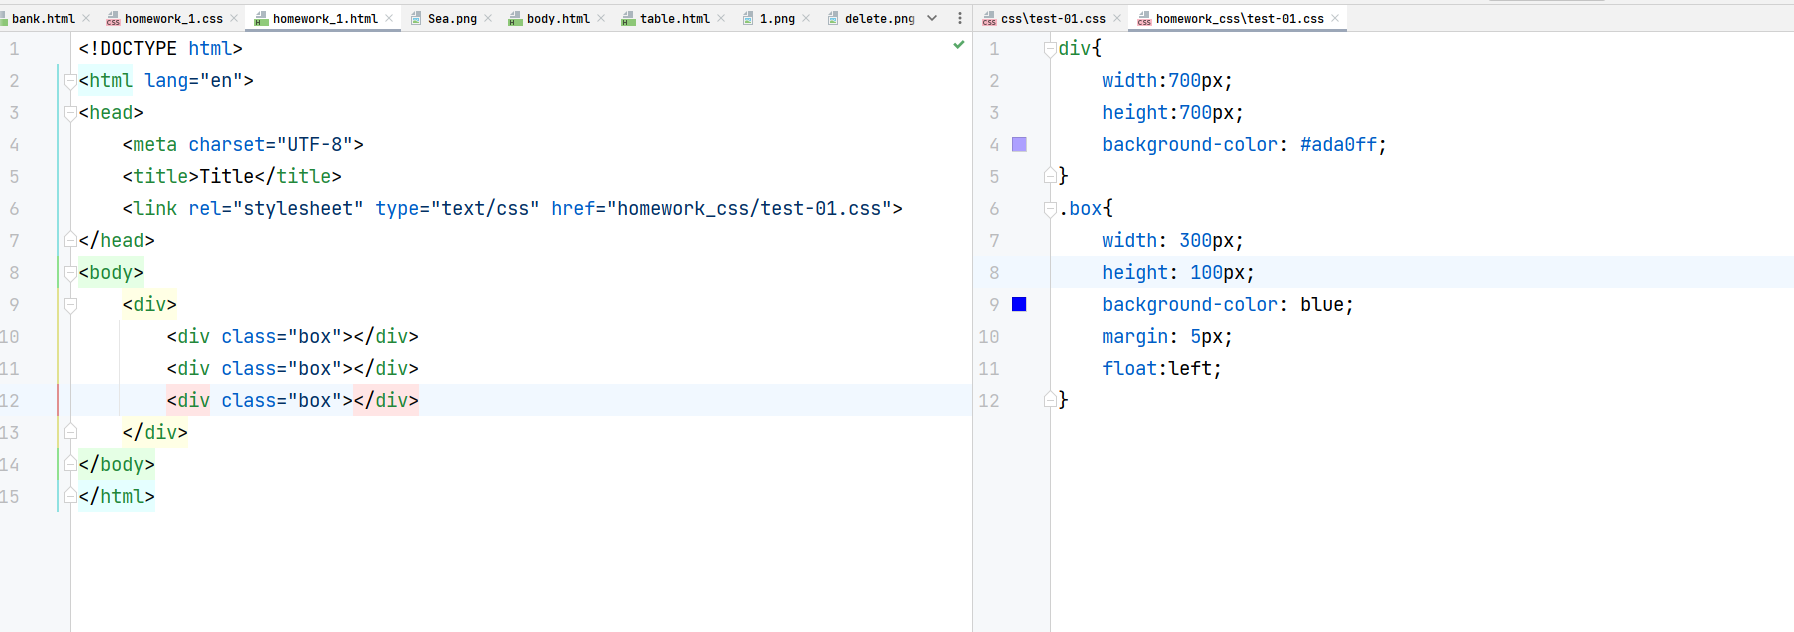 bank.html homework_1.css homework_1.html Sea.png body.html table.html 1.png delete.png css\test-01.css homework_css\test-01.css
1 <!DOCTYPE html>
2 <html lang="en">
3 <head>
4 <meta charset="UTF-8">
5 <title>Title</title>
6 <link rel="stylesheet" type="text/css" href="homework_css/test-01.css">
7 </head>
8 <body>
9 <div>
10 <div class="box"></div>
11 <div class="box"></div>
12 <div class="box"></div>
13 </div>
14 </body>
15 </html>
1 div{
2 width:700px;
3 height:700px;
4 background-color: #ada0ff;
5 }
6 .box{
7 width: 300px;
8 height: 100px;
9 background-color: blue;
10 margin: 5px;
11 float:left;
12 }